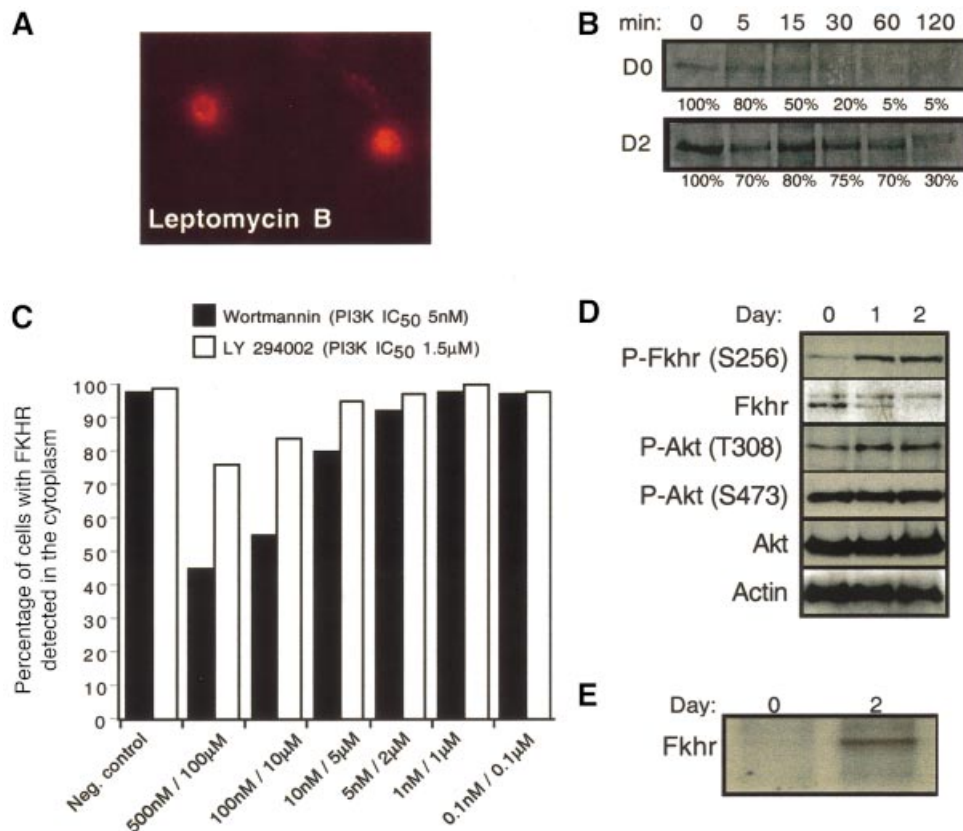 A
Leptomycin B
B
min: 0 5 15 30 60 120
D0
100% 80% 50% 20% 5% 5%
D2
100% 70% 80% 75% 70% 30%
C
Wortmannin (PI3K IC50 5nM)
LY 294002 (PI3K IC50 1.5µM)
Percentage of cells with FKHR
detected in the cytoplasm
100
90
80
70
60
50
40
30
20
10
0
Neg. control
500nM / 100µM
100nM / 10µM
10nM / 5µM
5nM / 2µM
1nM / 1µM
0.1nM / 0.1µM
D
Day: 0 1 2
P-Fkhr (S256)
Fkhr
P-Akt (T308)
P-Akt (S473)
Akt
Actin
E
Day: 0 2
Fkhr